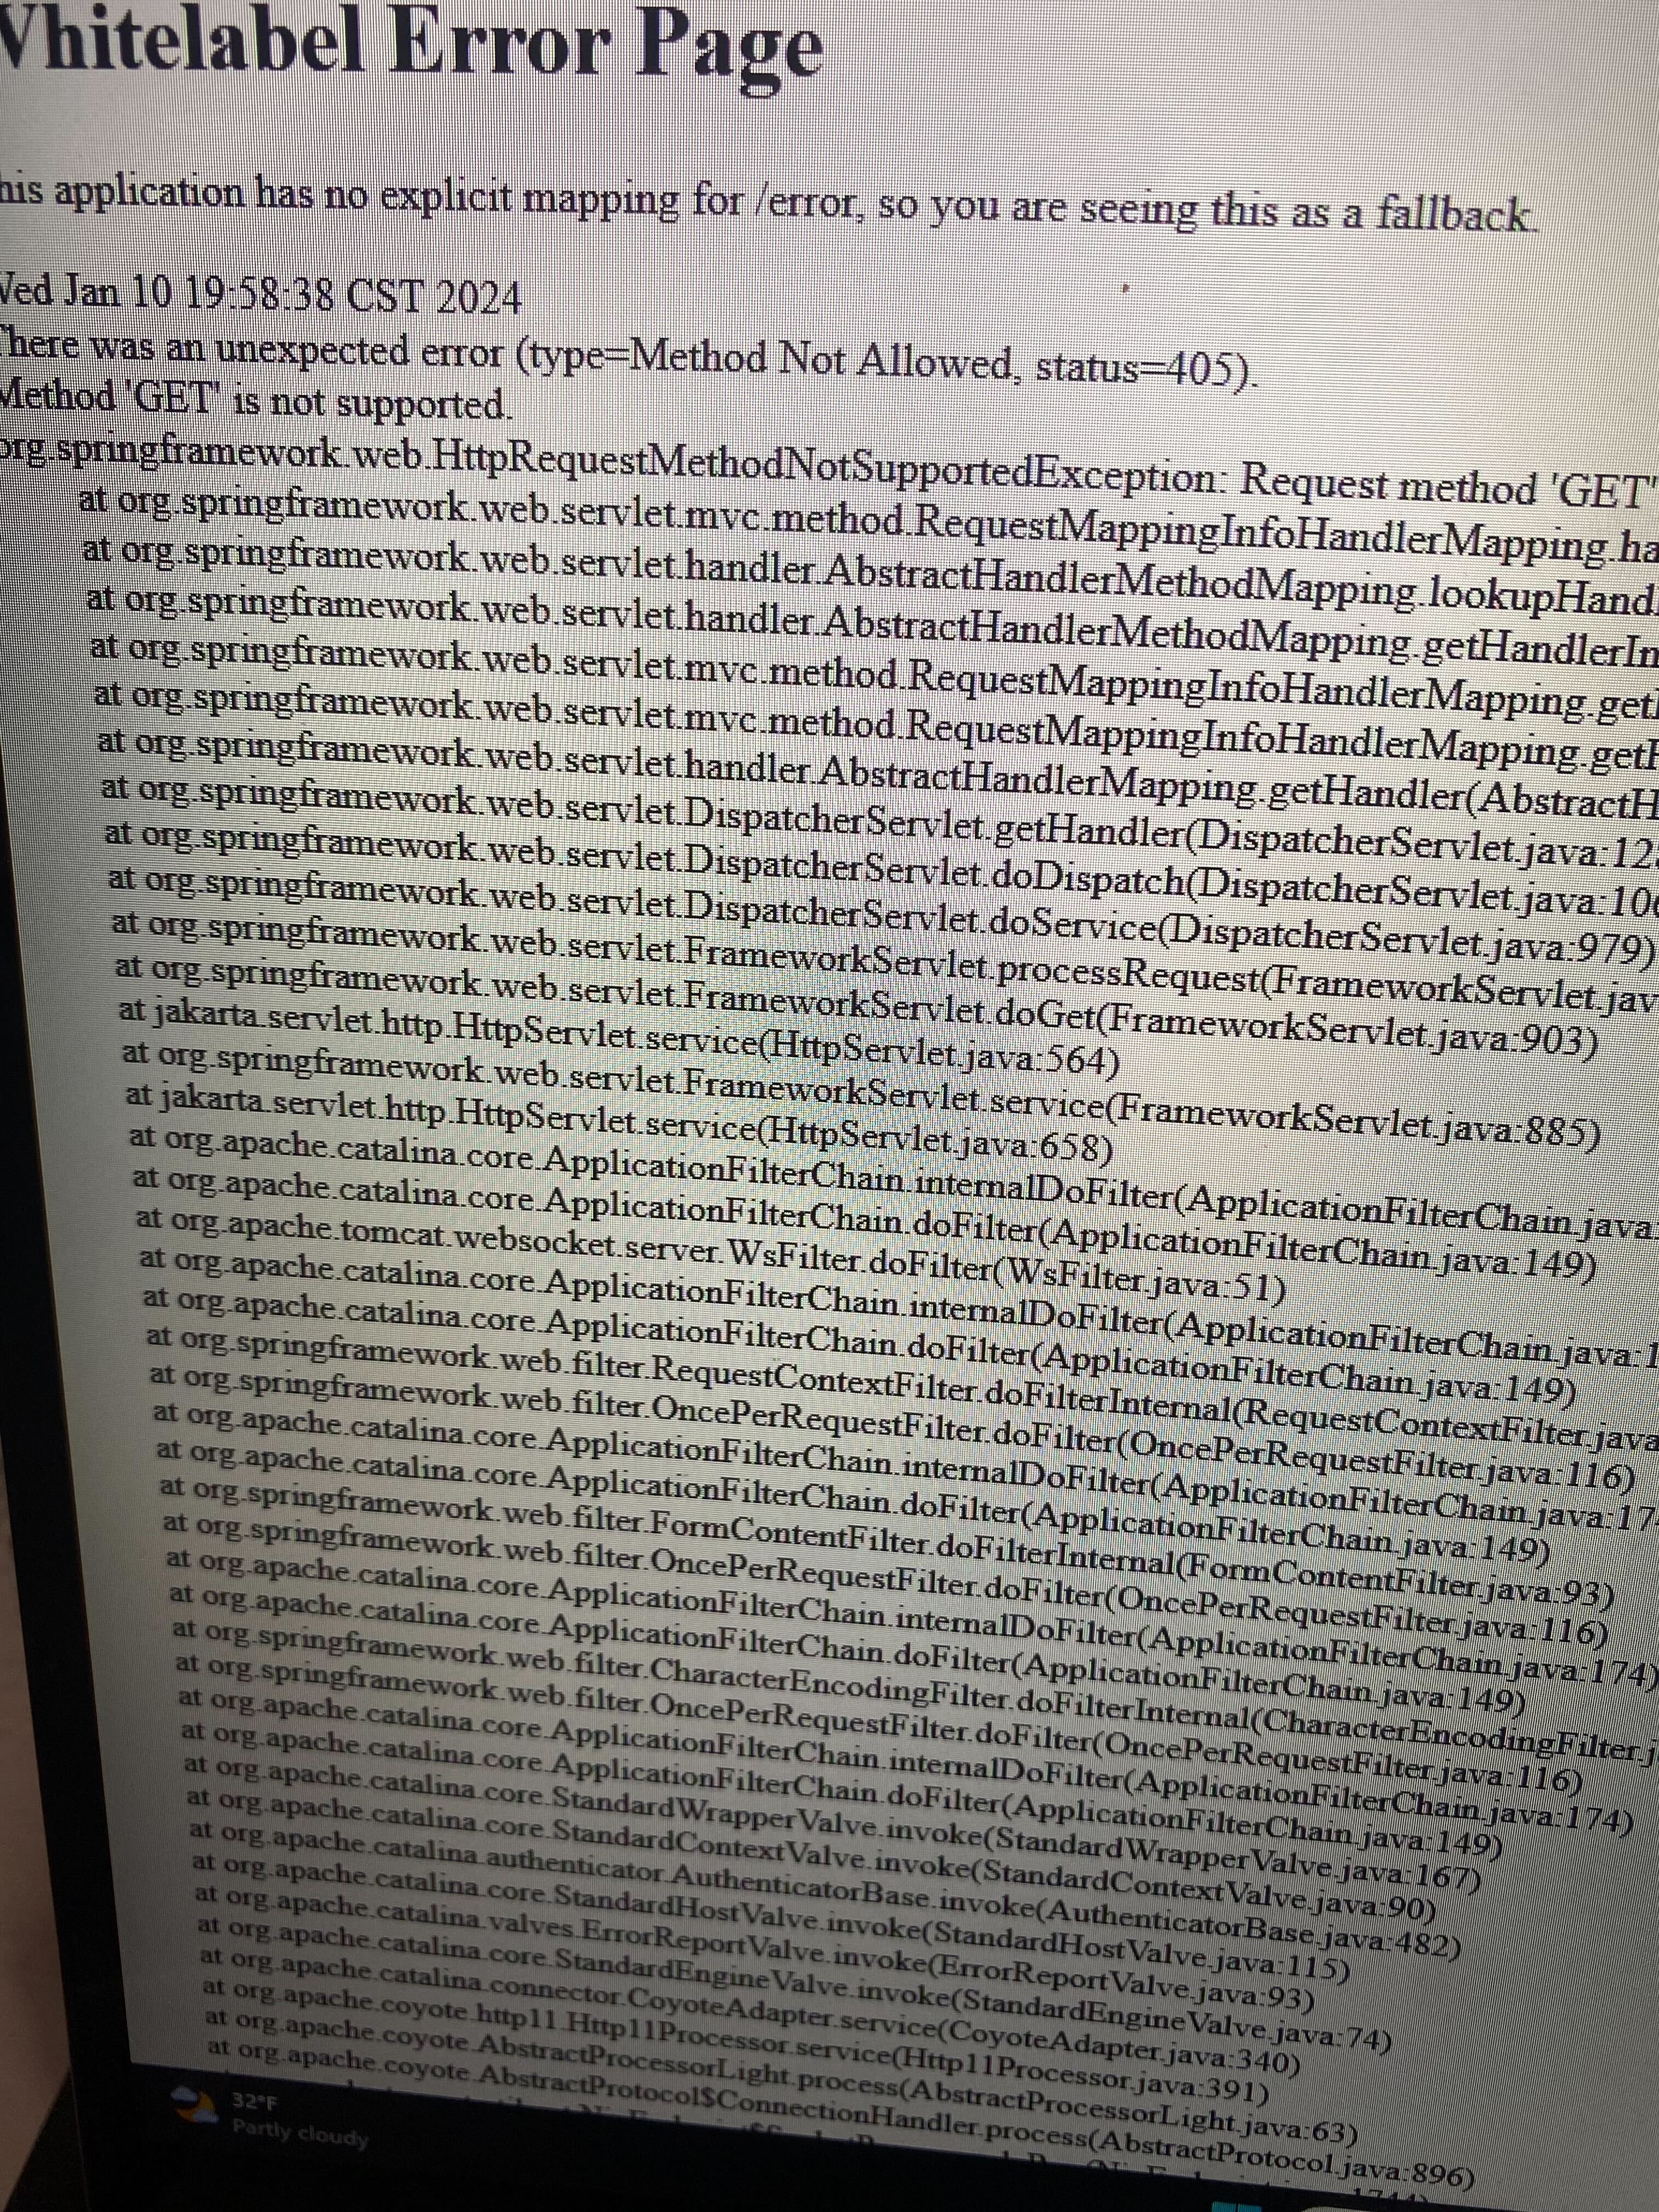 Whitelabel Error Page
his application has no explicit mapping for /error, so you are seeing this as a fallback.
Wed Jan 10 19:58:38 CST 2024
There was an unexpected error (type=Method Not Allowed, status=405).
Method 'GET' is not supported.
org.springframework.web.HttpRequestMethodNotSupportedException: Request method 'GET'
at org.springframework.web.servlet.mvc.method.RequestMappingInfoHandlerMapping.ha
at org.springframework.web.servlet.handler.AbstractHandlerMethodMapping.lookupHandl
at org.springframework.web.servlet.handler.AbstractHandlerMethodMapping.getHandlerIn
at org.springframework.web.servlet.mvc.method.RequestMappingInfoHandlerMapping.get
at org.springframework.web.servlet.mvc.method.RequestMappingInfoHandlerMapping.getH
at org.springframework.web.servlet.handler.AbstractHandlerMapping.getHandler(AbstractH
at org.springframework.web.servlet.DispatcherServlet.getHandler(DispatcherServlet.java:12
at org.springframework.web.servlet.DispatcherServlet.doDispatch(DispatcherServlet.java:10
at org.springframework.web.servlet.DispatcherServlet.doService(DispatcherServlet.java:979)
at org.springframework.web.servlet.FrameworkServlet.processRequest(FrameworkServlet.jav
at org.springframework.web.servlet.FrameworkServlet.doGet(FrameworkServlet.java:903)
at jakarta.servlet.http.HttpServlet.service(HttpServlet.java:564)
at org.springframework.web.servlet.FrameworkServlet.service(FrameworkServlet.java:885)
at jakarta.servlet.http.HttpServlet.service(HttpServlet.java:658)
at org.apache.catalina.core.ApplicationFilterChain.internalDoFilter(ApplicationFilterChain.java:
at org.apache.catalina.core.ApplicationFilterChain.doFilter(ApplicationFilterChain.java:149)
at org.apache.tomcat.websocket.server.WsFilter.doFilter(WsFilter.java:51)
at org.apache.catalina.core.ApplicationFilterChain.internalDoFilter(ApplicationFilterChain.java:1
at org.apache.catalina.core.ApplicationFilterChain.doFilter(ApplicationFilterChain.java:149)
at org.springframework.web.filter.RequestContextFilter.doFilterInternal(RequestContextFilter.java
at org.springframework.web.filter.OncePerRequestFilter.doFilter(OncePerRequestFilter.java:116)
at org.apache.catalina.core.ApplicationFilterChain.internalDoFilter(ApplicationFilterChain.java:17
at org.apache.catalina.core.ApplicationFilterChain.doFilter(ApplicationFilterChain.java:149)
at org.springframework.web.filter.FormContentFilter.doFilterInternal(FormContentFilter.java:93)
at org.springframework.web.filter.OncePerRequestFilter.doFilter(OncePerRequestFilter.java:116)
at org.apache.catalina.core.ApplicationFilterChain.internalDoFilter(ApplicationFilterChain.java:174)
at org.apache.catalina.core.ApplicationFilterChain.doFilter(ApplicationFilterChain.java:149)
at org.springframework.web.filter.CharacterEncodingFilter.doFilterInternal(CharacterEncodingFilter.j
at org.springframework.web.filter.OncePerRequestFilter.doFilter(OncePerRequestFilter.java:116)
at org.apache.catalina.core.ApplicationFilterChain.internalDoFilter(ApplicationFilterChain.java:174)
at org.apache.catalina.core.ApplicationFilterChain.doFilter(ApplicationFilterChain.java:149)
at org.apache.catalina.core.StandardWrapperValve.invoke(StandardWrapperValve.java:167)
at org.apache.catalina.core.StandardContextValve.invoke(StandardContextValve.java:90)
at org.apache.catalina.authenticator.AuthenticatorBase.invoke(AuthenticatorBase.java:482)
at org.apache.catalina.core.StandardHostValve.invoke(StandardHostValve.java:115)
at org.apache.catalina.valves.ErrorReportValve.invoke(ErrorReportValve.java:93)
at org.apache.catalina.core.StandardEngineValve.invoke(StandardEngineValve.java:74)
at org.apache.catalina.connector.CoyoteAdapter.service(CoyoteAdapter.java:340)
at org.apache.coyote.http11.Http11Processor.service(Http11Processor.java:391)
at org.apache.coyote.AbstractProcessorLight.process(AbstractProcessorLight.java:63)
at org.apache.coyote.AbstractProtocol$ConnectionHandler.process(AbstractProtocol.java:896)
32°F
Partly cloudy